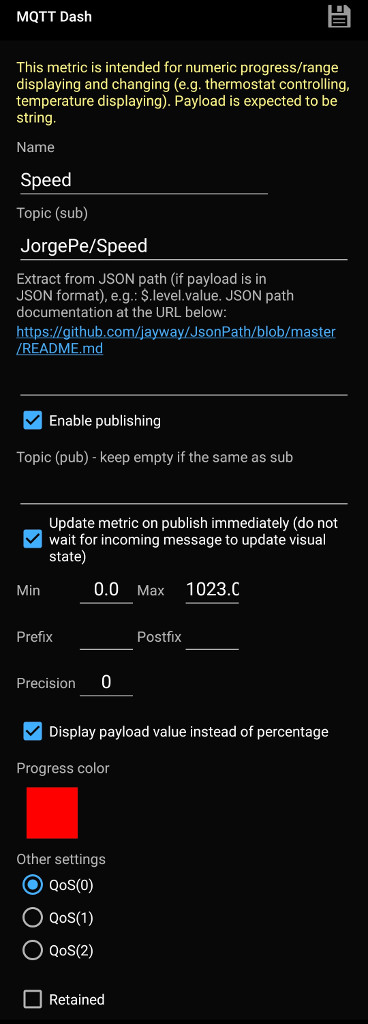 MQTT Dash
This metric is intended for numeric progress/range
displaying and changing (e.g. thermostat controlling,
temperature displaying). Payload is expected to be
string.
Name
Speed
Topic (sub)
JorgePe/Speed
Extract from JSON path (if payload is in
JSON format), e.g.: $.level.value. JSON path
documentation at the URL below:
https://github.com/jayway/JsonPath/blob/master
/README.md
Enable publishing
Topic (pub) - keep empty if the same as sub
Update metric on publish immediately (do not
wait for incoming message to update visual
state)
Min 0.0 Max 1023.0
Prefix Postfix
Precision 0
Display payload value instead of percentage
Progress color
Other settings
QoS(0)
QoS(1)
QoS(2)
Retained